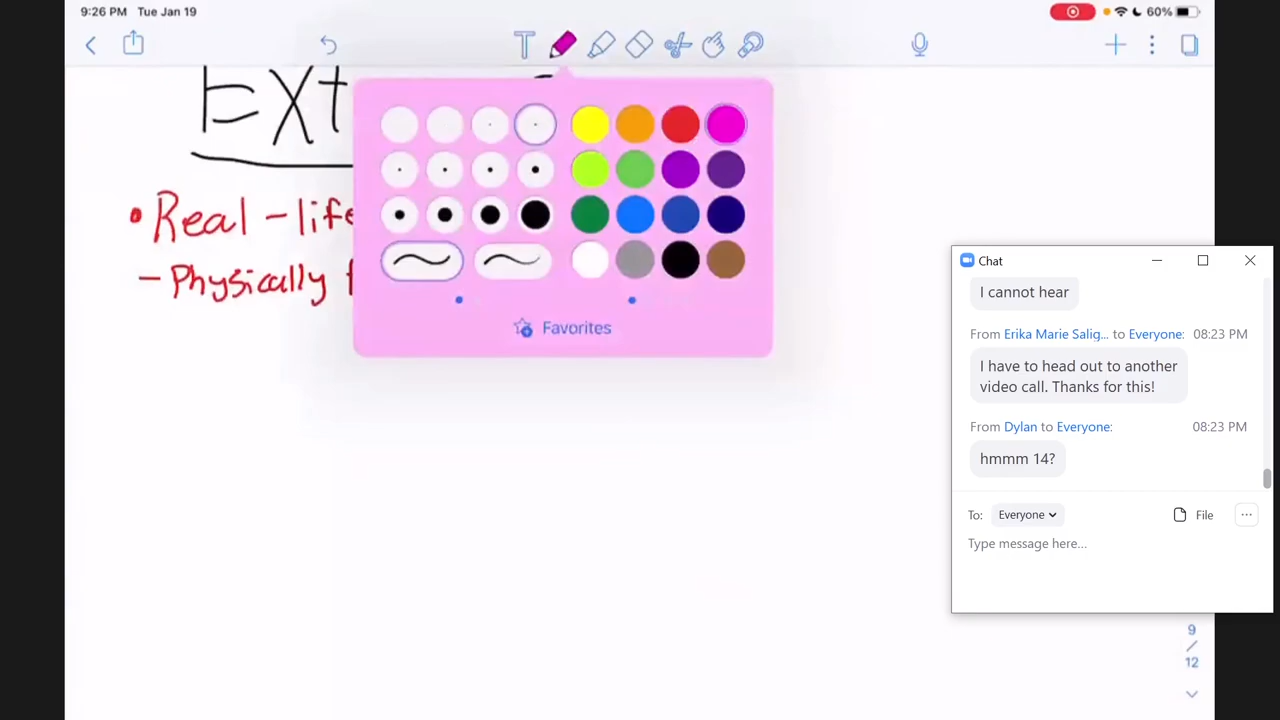 9:26 PM Tue Jan 19
60%
Ext
• Real-life
- Physically
Favorites
Chat
I cannot hear
From Erika Marie Salig... to Everyone: 08:23 PM
I have to head out to another
video call. Thanks for this!
From Dylan to Everyone: 08:23 PM
hmmm 14?
To: Everyone File ...
Type message here...
9
/
12